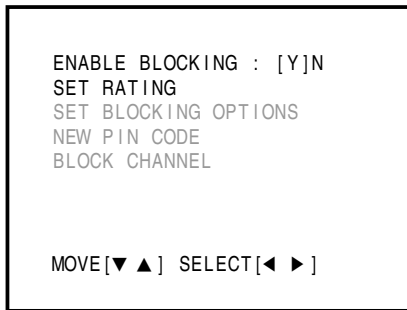 ENABLE BLOCKING : [Y]N
SET RATING
SET BLOCKING OPTIONS
NEW PIN CODE
BLOCK CHANNEL
MOVE[▼ ▲] SELECT[◀ ▶]